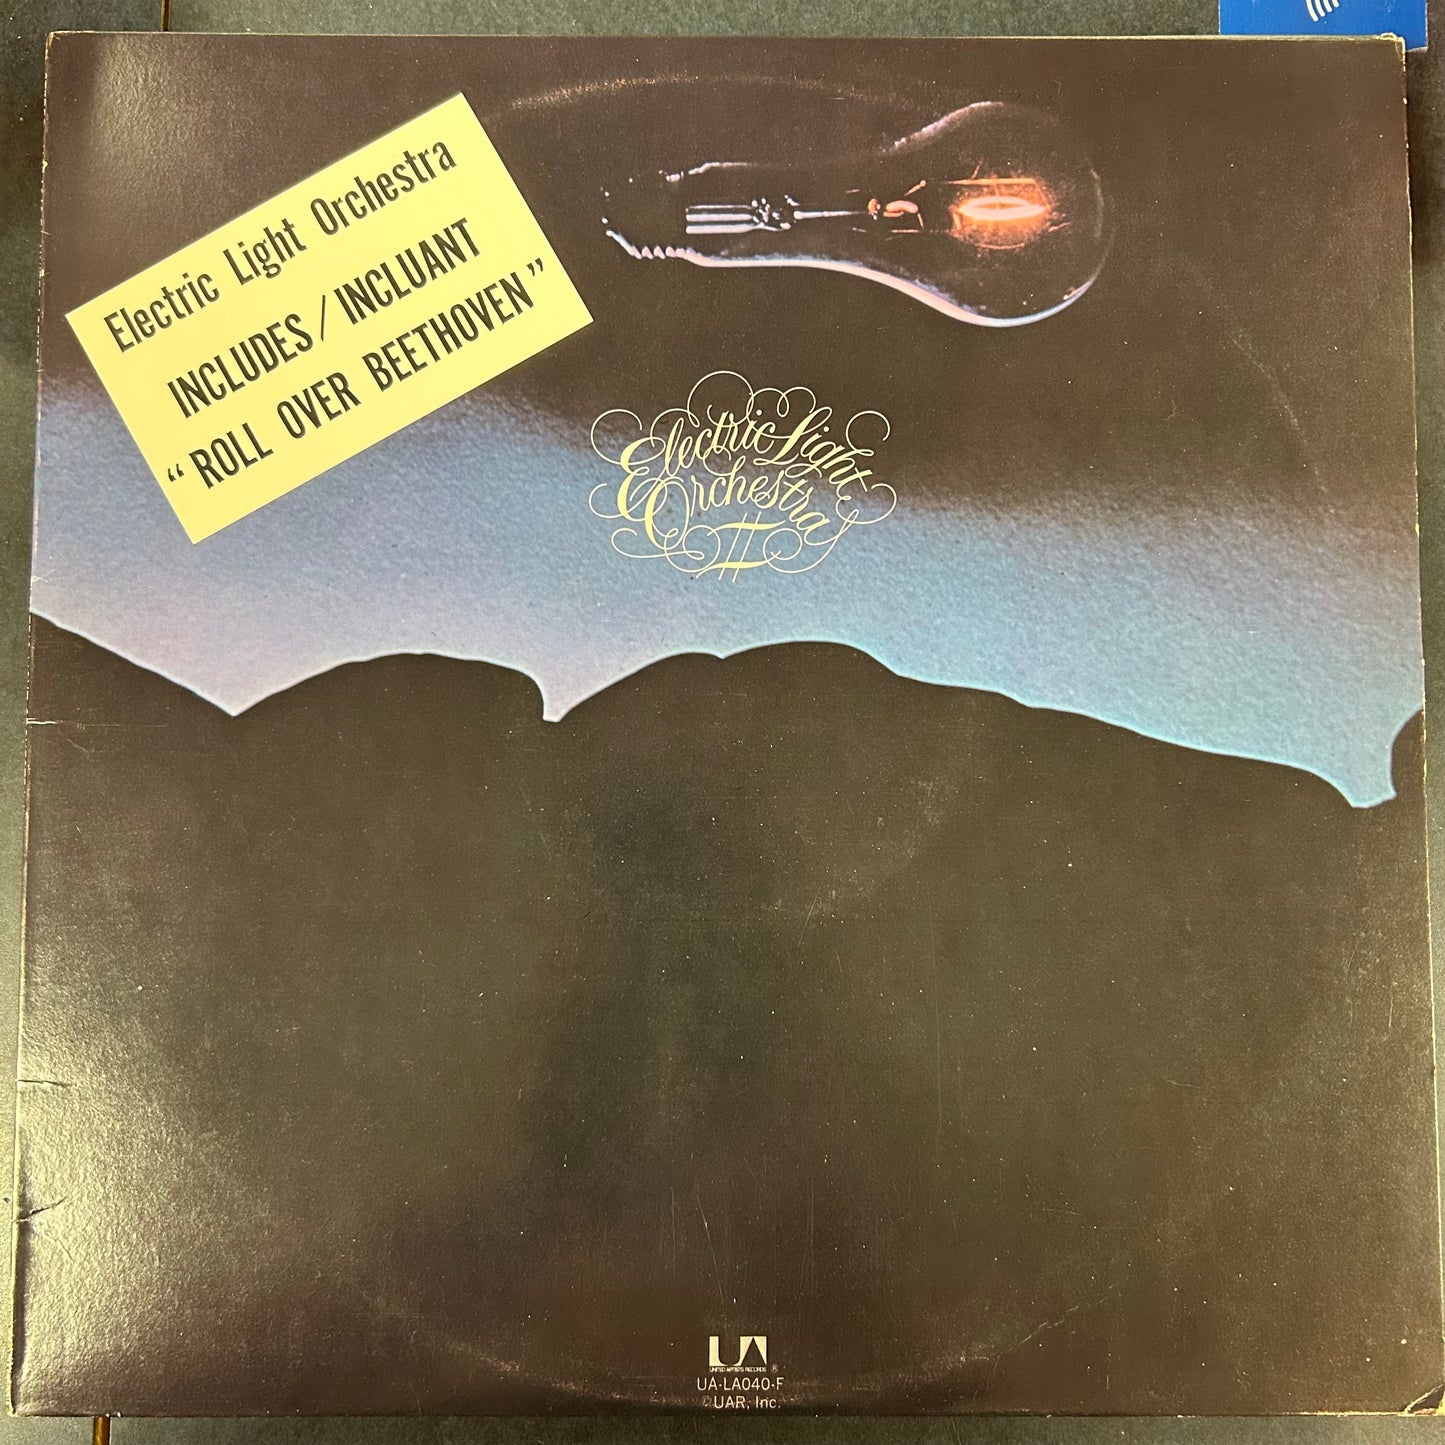 Electric Light Orchestra
INCLUDES / INCLUANT
“ROLL OVER BEETHOVEN”
Electric Light
Orchestra
II
UA
UNITED ARTISTS RECORDS ®
UA-LA040-F
©UAR, Inc.